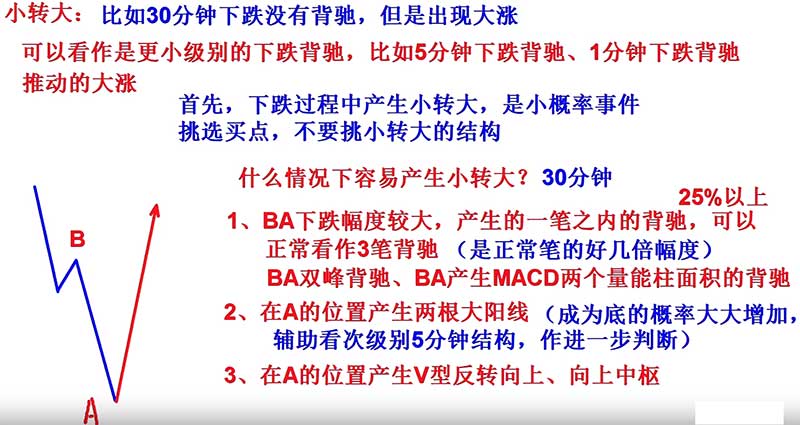 小转大：比如30分钟下跌没有背驰，但是出现大涨
可以看作是更小级别的下跌背驰，比如5分钟下跌背驰、1分钟下跌背驰
推动的大涨
首先，下跌过程中产生小转大，是小概率事件
挑选买点，不要挑小转大的结构
什么情况下容易产生小转大？30分钟
25%以上
1、BA下跌幅度较大，产生的一笔之内的背驰，可以
正常看作3笔背驰（是正常笔的好几倍幅度）
BA双峰背驰、BA产生MACD两个量能柱面积的背驰
2、在A的位置产生两根大阳线（成为底的概率大大增加，
辅助看次级别5分钟结构，作进一步判断）
3、在A的位置产生V型反转向上、向上中枢
B
A